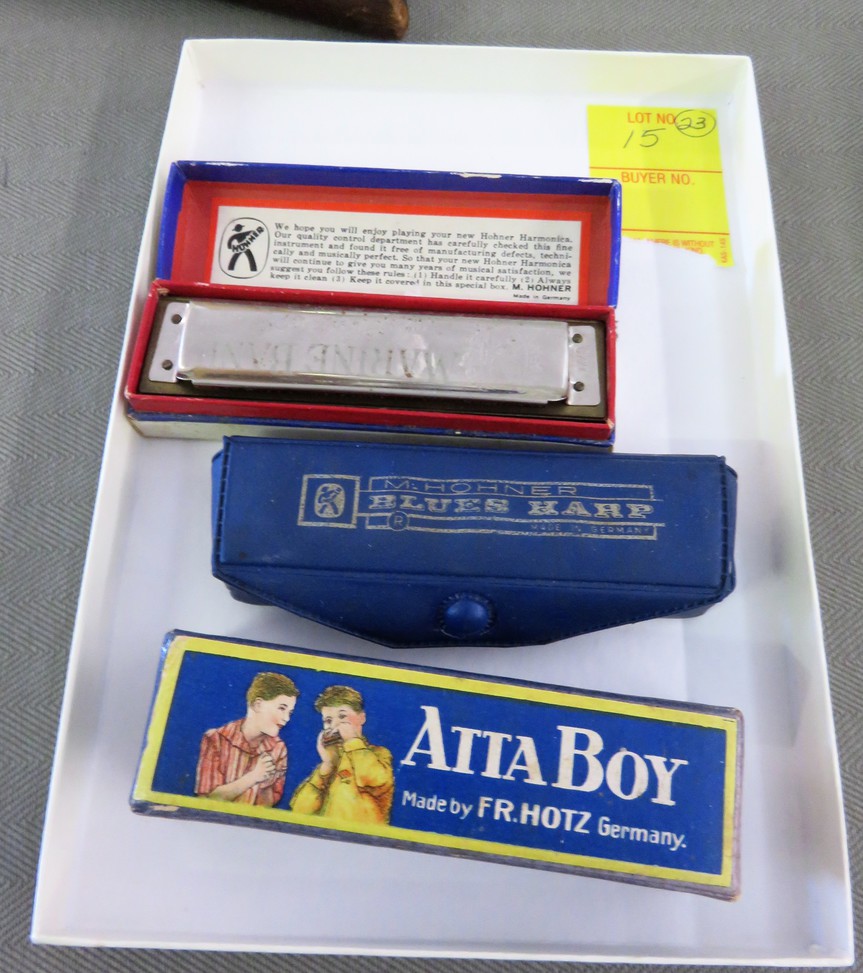 LOT NO. 23
15
BUYER NO.
HOHNER
We hope you will enjoy playing your new Hohner Harmonica.
Our quality control department has carefully checked this fine
instrument and found it free of manufacturing defects, techni-
cally and musically perfect. So that your new Hohner Harmonica
will continue to give you many years of musical satisfaction, we
suggest you follow these rules: (1) Handle it carefully (2) Always
keep it clean (3) Keep it covered in this special box. M. HOHNER
Made in Germany
MARINE BAND
M. HOHNER
BLUES HARP
® MADE IN GERMANY
ATTA BOY
Made by FR. HOTZ Germany.